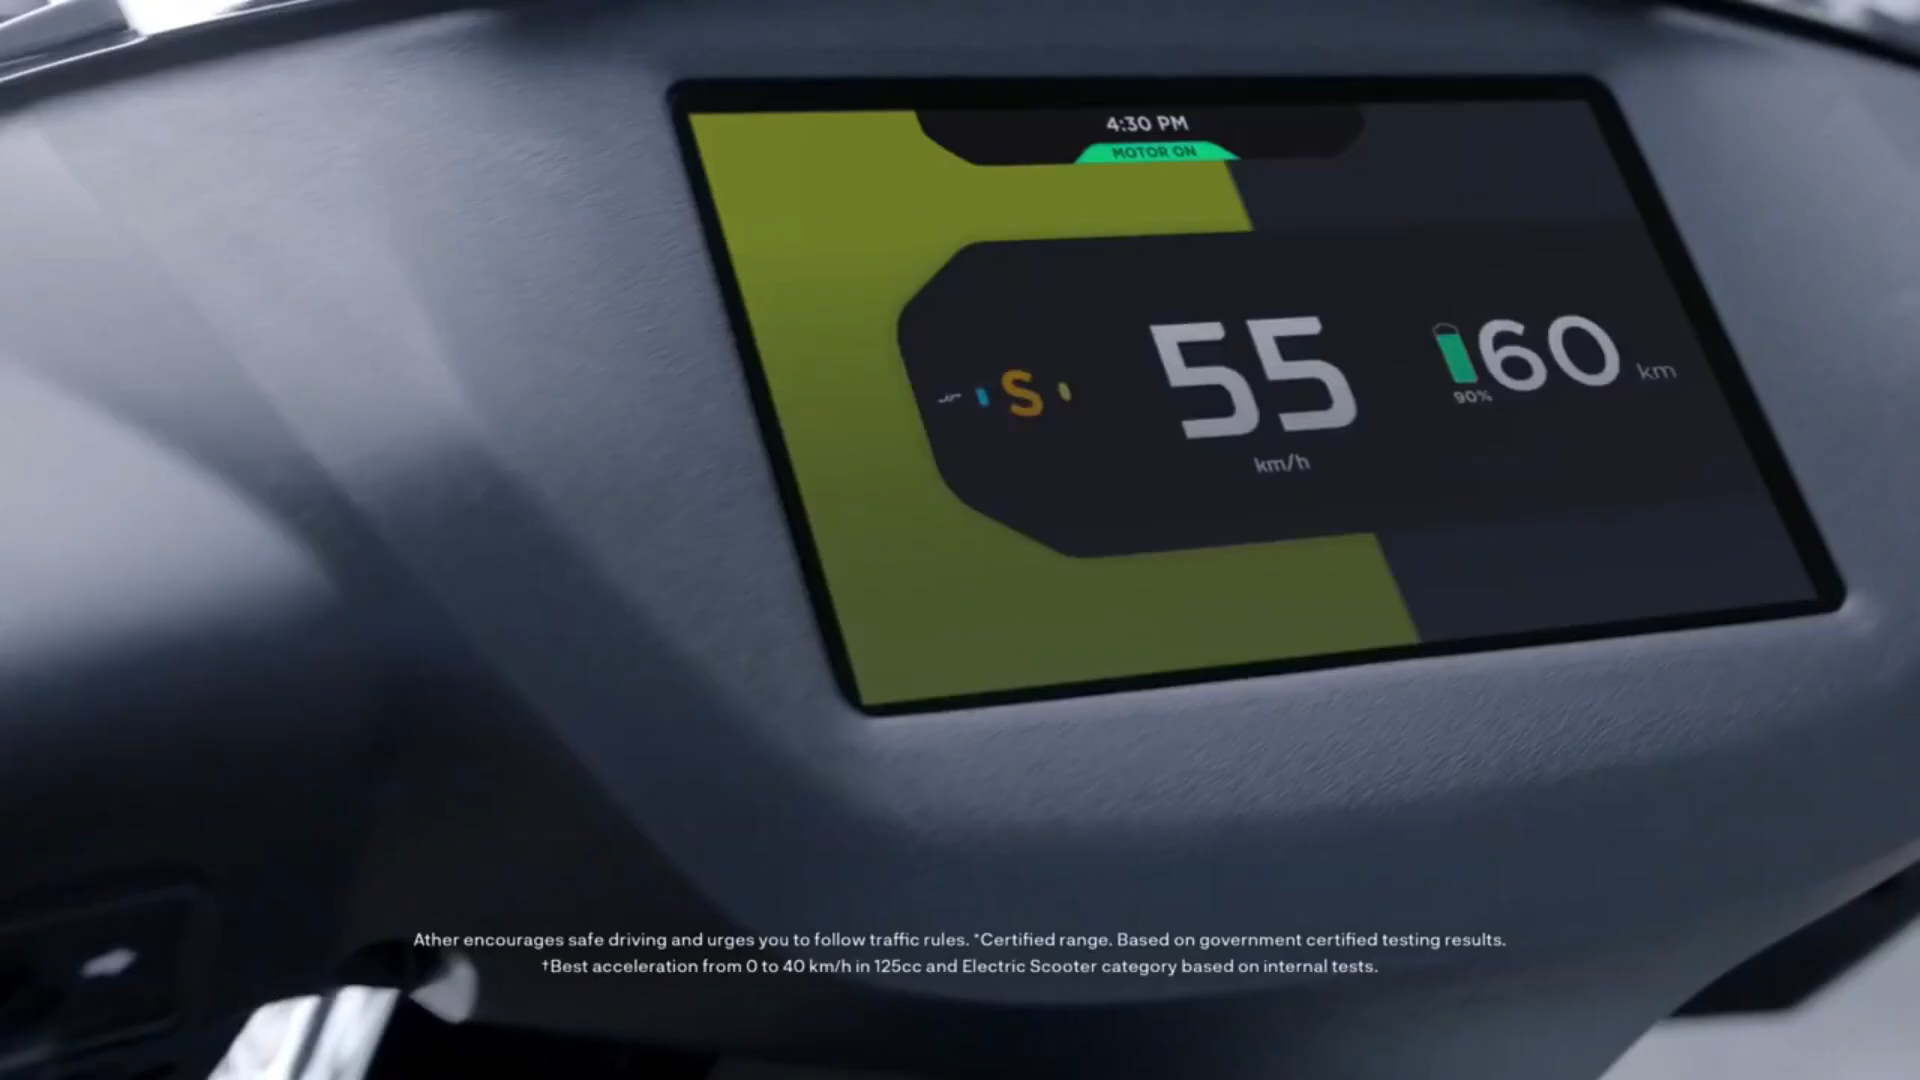 4:30 PM
MOTOR ON
S
55
km/h
60 km
90%
Ather encourages safe driving and urges you to follow traffic rules. *Certified range. Based on government certified testing results.
†Best acceleration from 0 to 40 km/h in 125cc and Electric Scooter category based on internal tests.